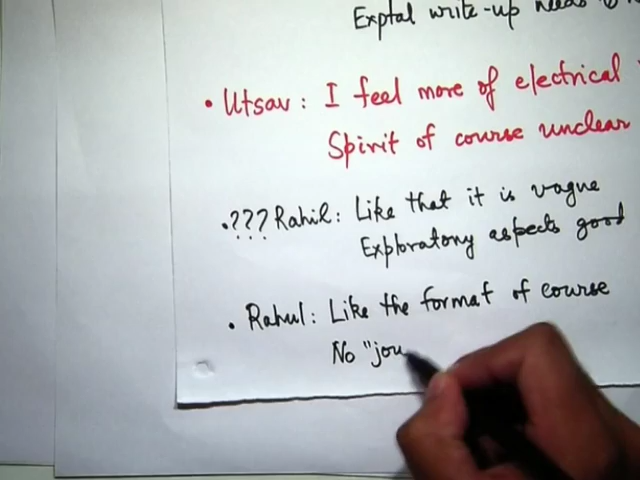 Exptal write-up needs
• Utsav: I feel more of electrical
Spirit of course unclear
• ??? Rahil: Like that it is vague
Exploratory aspects good
• Rahul: Like the format of course
No "jou